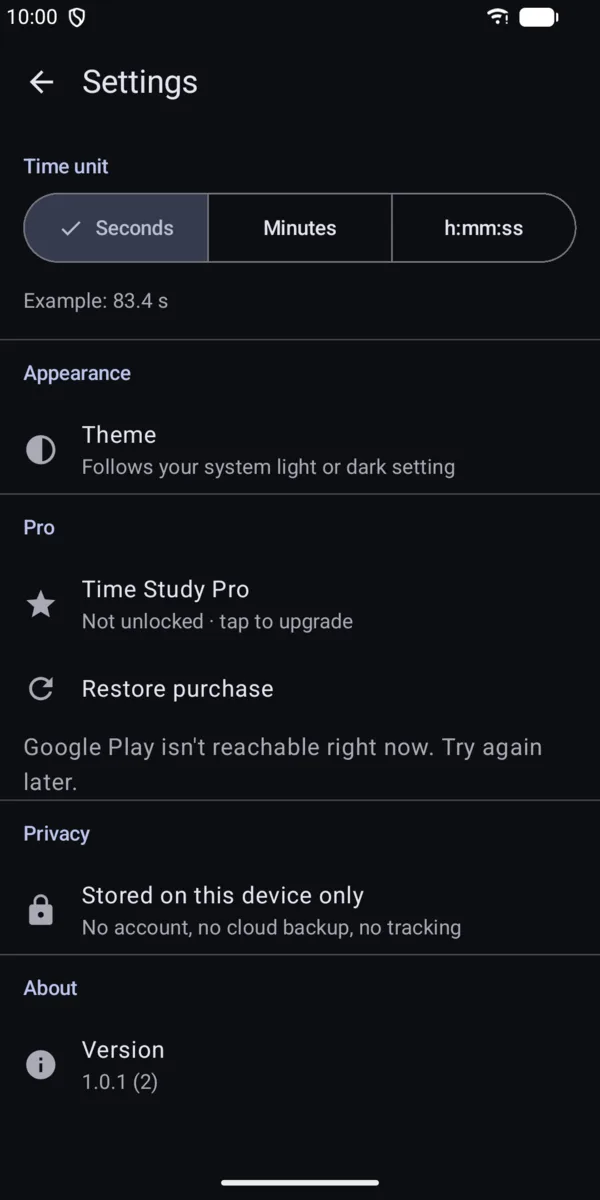 10:00
Settings
Time unit
Seconds
Minutes
h:mm:ss
Example: 83.4 s
Appearance
Theme
Follows your system light or dark setting
Pro
Time Study Pro
Not unlocked · tap to upgrade
Restore purchase
Google Play isn't reachable right now. Try again
later.
Privacy
Stored on this device only
No account, no cloud backup, no tracking
About
Version
1.0.1 (2)